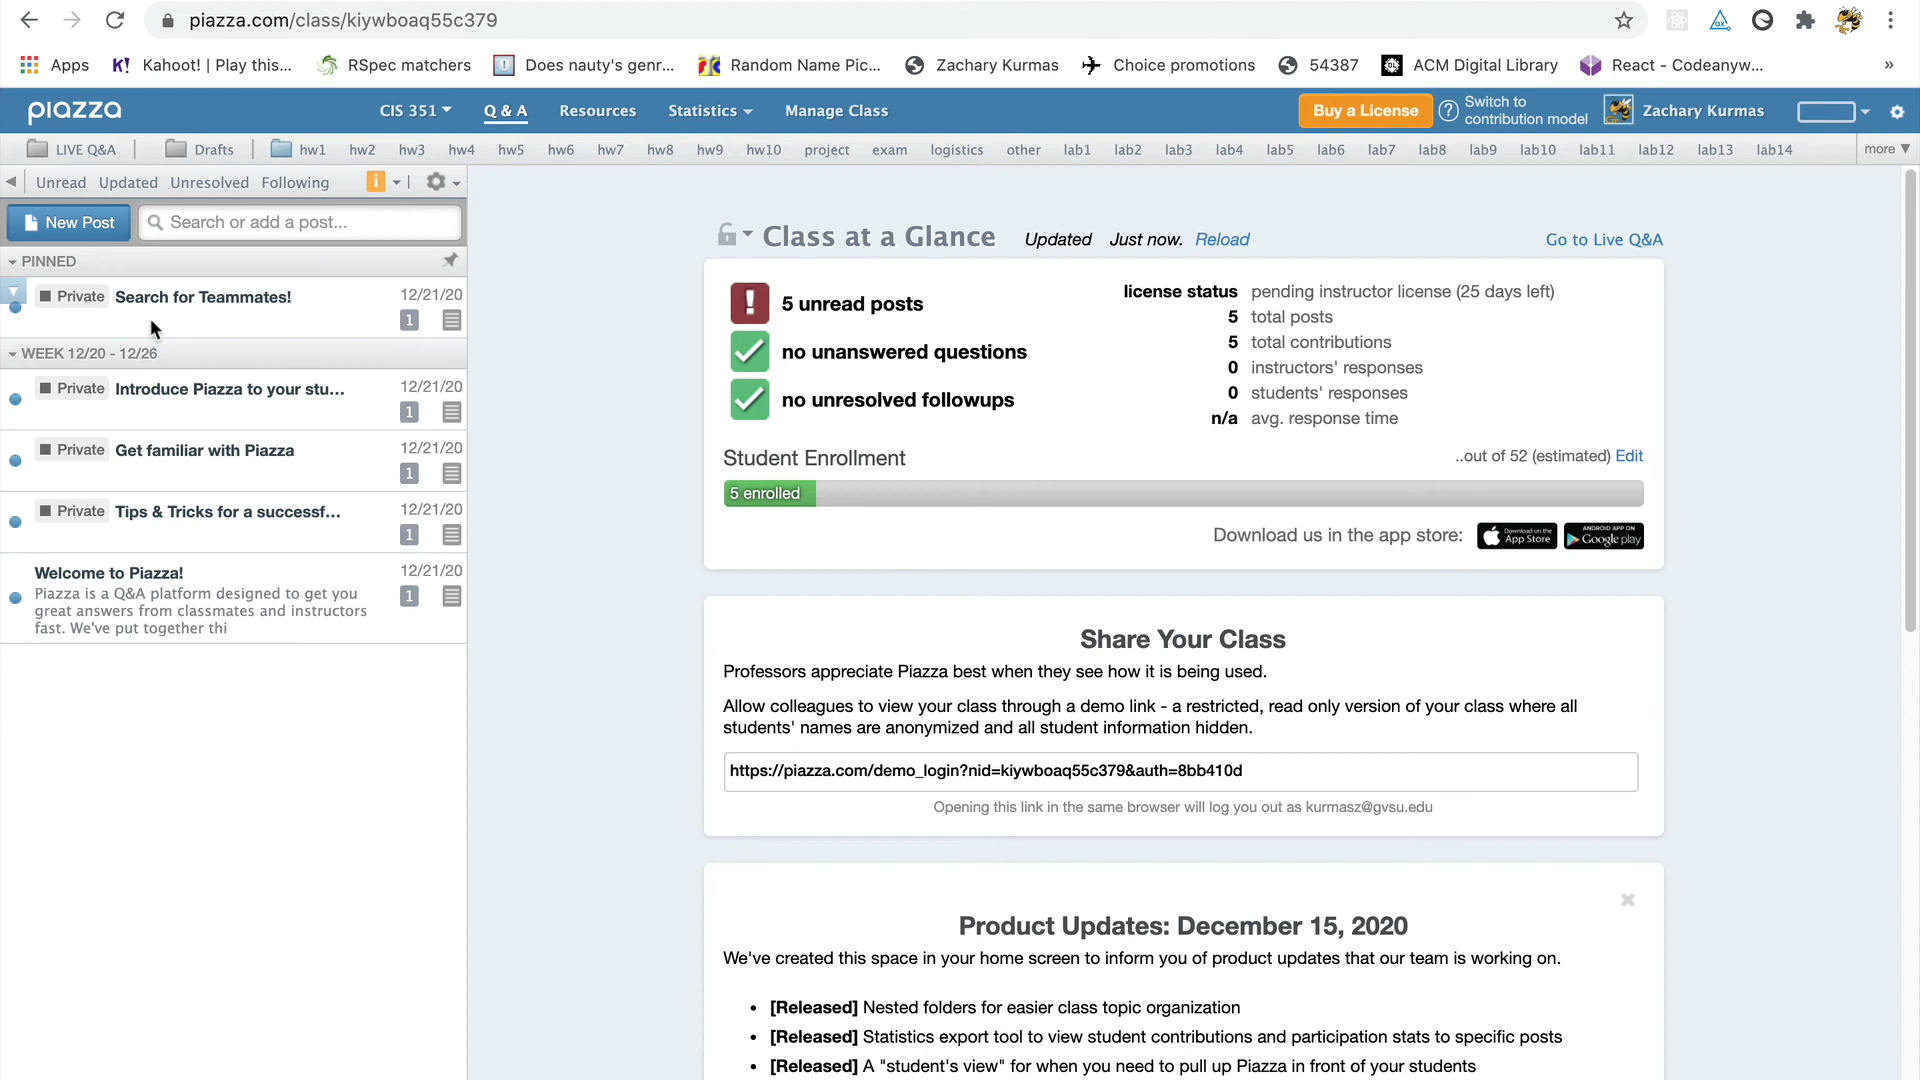 piazza.com/class/kiywboaq55c379
Apps
Kahoot! | Play this...
RSpec matchers
Does nauty's genr...
Random Name Pic...
Zachary Kurmas
Choice promotions
54387
ACM Digital Library
React - Codeanyw...
»
piazza
CIS 351
Q & A
Resources
Statistics
Manage Class
Buy a License
Switch to
contribution model
Zachary Kurmas
LIVE Q&A
Drafts
hw1
hw2
hw3
hw4
hw5
hw6
hw7
hw8
hw9
hw10
project
exam
logistics
other
lab1
lab2
lab3
lab4
lab5
lab6
lab7
lab8
lab9
lab10
lab11
lab12
lab13
lab14
more
Unread
Updated
Unresolved
Following
New Post
Search or add a post...
PINNED
Private
Search for Teammates!
12/21/20
1
WEEK 12/20 - 12/26
Private
Introduce Piazza to your stu...
12/21/20
1
Private
Get familiar with Piazza
12/21/20
1
Private
Tips & Tricks for a successf...
12/21/20
1
Welcome to Piazza!
12/21/20
Piazza is a Q&A platform designed to get you
great answers from classmates and instructors
fast. We've put together thi
1
Class at a Glance
Updated Just now. Reload
Go to Live Q&A
5 unread posts
no unanswered questions
no unresolved followups
license status pending instructor license (25 days left)
5 total posts
5 total contributions
0 instructors' responses
0 students' responses
n/a avg. response time
Student Enrollment
..out of 52 (estimated) Edit
5 enrolled
Download us in the app store:
Download on the
App Store
ANDROID APP ON
Google play
Share Your Class
Professors appreciate Piazza best when they see how it is being used.
Allow colleagues to view your class through a demo link - a restricted, read only version of your class where all
students' names are anonymized and all student information hidden.
https://piazza.com/demo_login?nid=kiywboaq55c379&auth=8bb410d
Opening this link in the same browser will log you out as kurmasz@gvsu.edu
Product Updates: December 15, 2020
We've created this space in your home screen to inform you of product updates that our team is working on.
• [Released] Nested folders for easier class topic organization
• [Released] Statistics export tool to view student contributions and participation stats to specific posts
• [Released] A "student's view" for when you need to pull up Piazza in front of your students